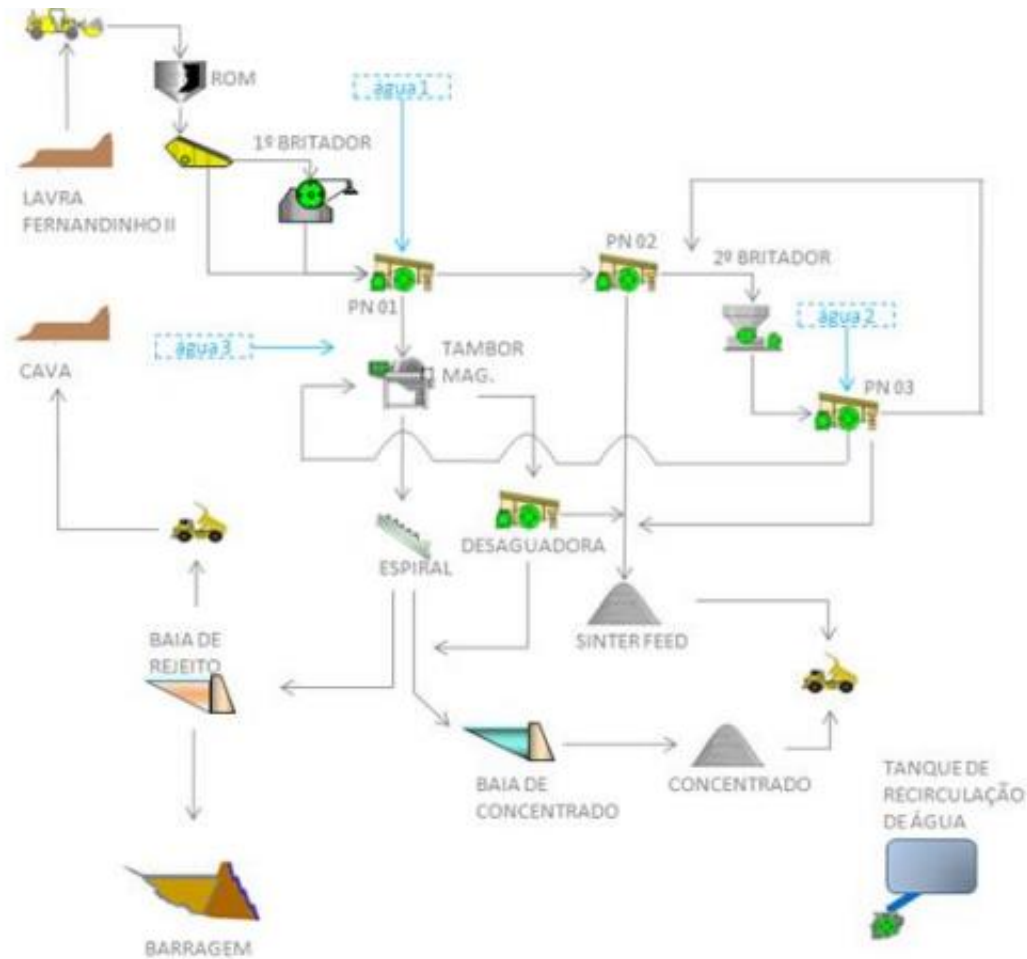 ROM
água 1
1º BRITADOR
LAVRA
FERNANDINHO II
PN 02
2º BRITADOR
PN 01
água 2
água 3
TAMBOR
MAG.
CAVA
PN 03
DESAGUADORA
ESPIRAL
BAIA DE
REJEITO
SINTER FEED
BAIA DE
CONCENTRADO
CONCENTRADO
TANQUE DE
RECIRCULAÇÃO
DE ÁGUA
BARRAGEM